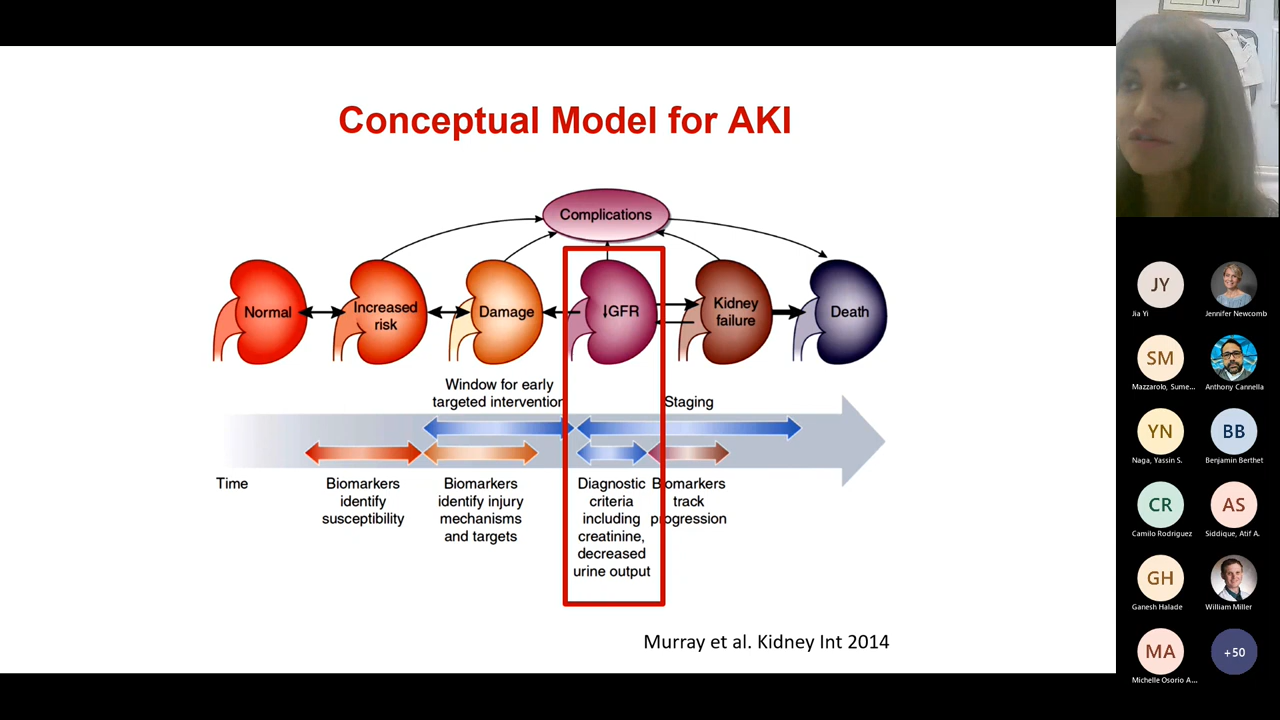 Conceptual Model for AKI
Complications
Normal
Increased
risk
Damage
↓GFR
Kidney
failure
Death
Window for early
targeted intervention
Staging
Time
Biomarkers
identify
susceptibility
Biomarkers
identify injury
mechanisms
and targets
Diagnostic
criteria
including
creatinine,
decreased
urine output
Biomarkers
track
progression
Murray et al. Kidney Int 2014
JY
Jia Yi
Jennifer Newcomb
SM
Mazzarolo, Sume...
Anthony Cannella
YN
Naga, Yassin S.
BB
Benjamin Berthet
CR
Camilo Rodriguez
AS
Siddique, Atif A.
GH
Ganesh Halade
William Miller
MA
Michelle Osorio A...
+50